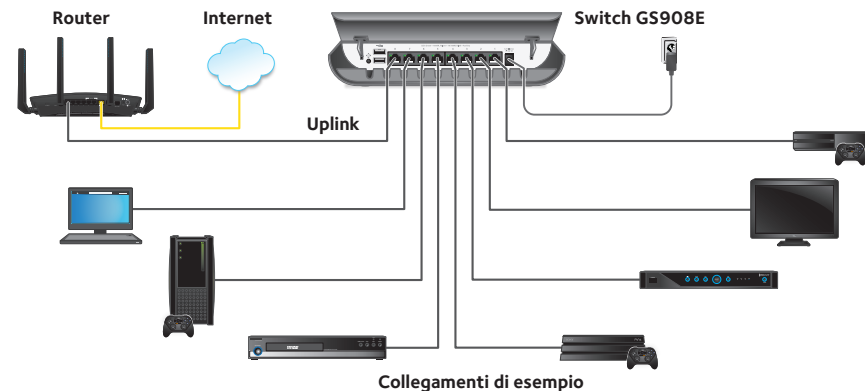 Router
Internet
Switch GS908E
Uplink
Collegamenti di esempio